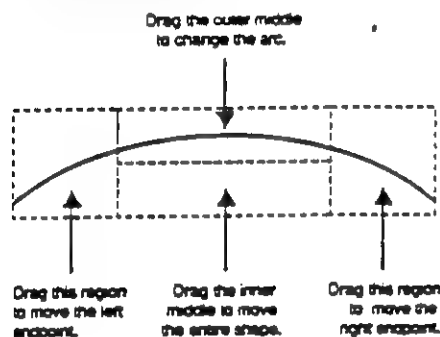 Drag the outer middle
to change the arc.
Drag this region
to move the left
endpoint.
Drag the inner
middle to move
the entire shape.
Drag this region
to move the
right endpoint.